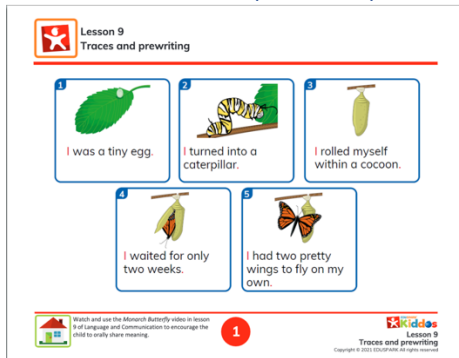 Lesson 9
Traces and prewriting
1
I was a tiny egg.
2
I turned into a
caterpillar.
3
I rolled myself
within a cocoon.
4
I waited for only
two weeks.
5
I had two pretty
wings to fly on my
own.
Watch and use the Monarch Butterfly video in lesson
9 of Language and Communication to encourage the
child to orally share meaning.
1
Kiddos
Lesson 9
Traces and prewriting
Copyright © 2021 EDUSPARK All rights reserved